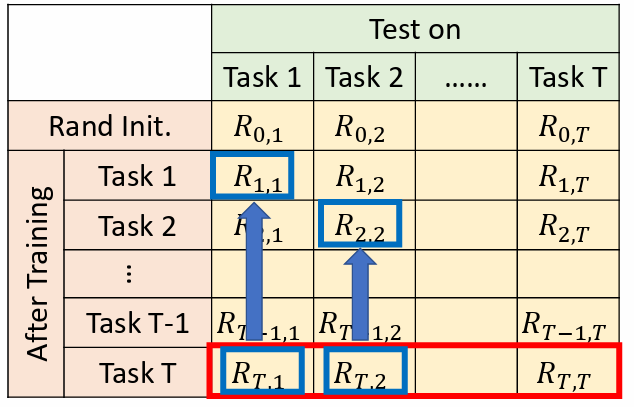 Test on
Task 1 Task 2 ...... Task T
Rand Init. R_{0,1} R_{0,2} R_{0,T}
After Training
Task 1 R_{1,1} R_{1,2} R_{1,T}
Task 2 R_{2,1} R_{2,2} R_{2,T}
⋮
Task T-1 R_{T-1,1} R_{T-1,2} R_{T-1,T}
Task T R_{T,1} R_{T,2} R_{T,T}